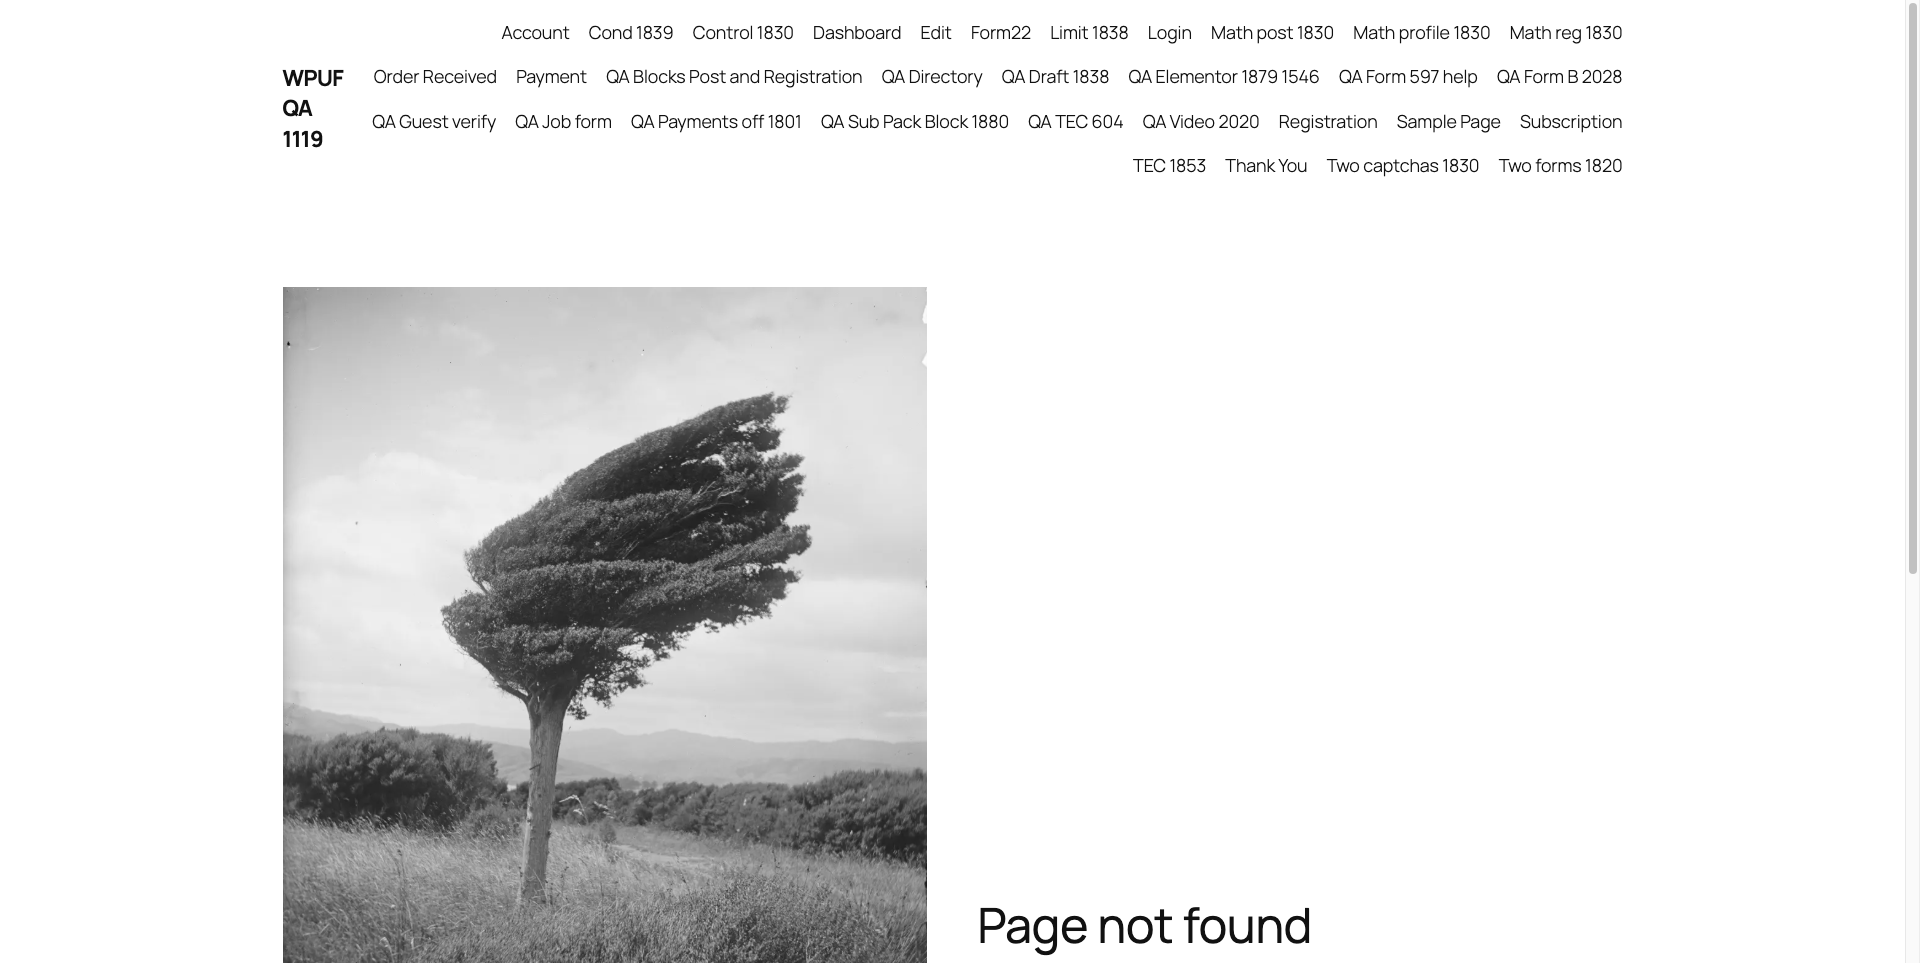 Account Cond 1839 Control 1830 Dashboard Edit Form22 Limit 1838 Login Math post 1830 Math profile 1830 Math reg 1830
WPUF
QA
1119
Order Received Payment QA Blocks Post and Registration QA Directory QA Draft 1838 QA Elementor 1879 1546 QA Form 597 help QA Form B 2028
QA Guest verify QA Job form QA Payments off 1801 QA Sub Pack Block 1880 QA TEC 604 QA Video 2020 Registration Sample Page Subscription
TEC 1853 Thank You Two captchas 1830 Two forms 1820
Page not found